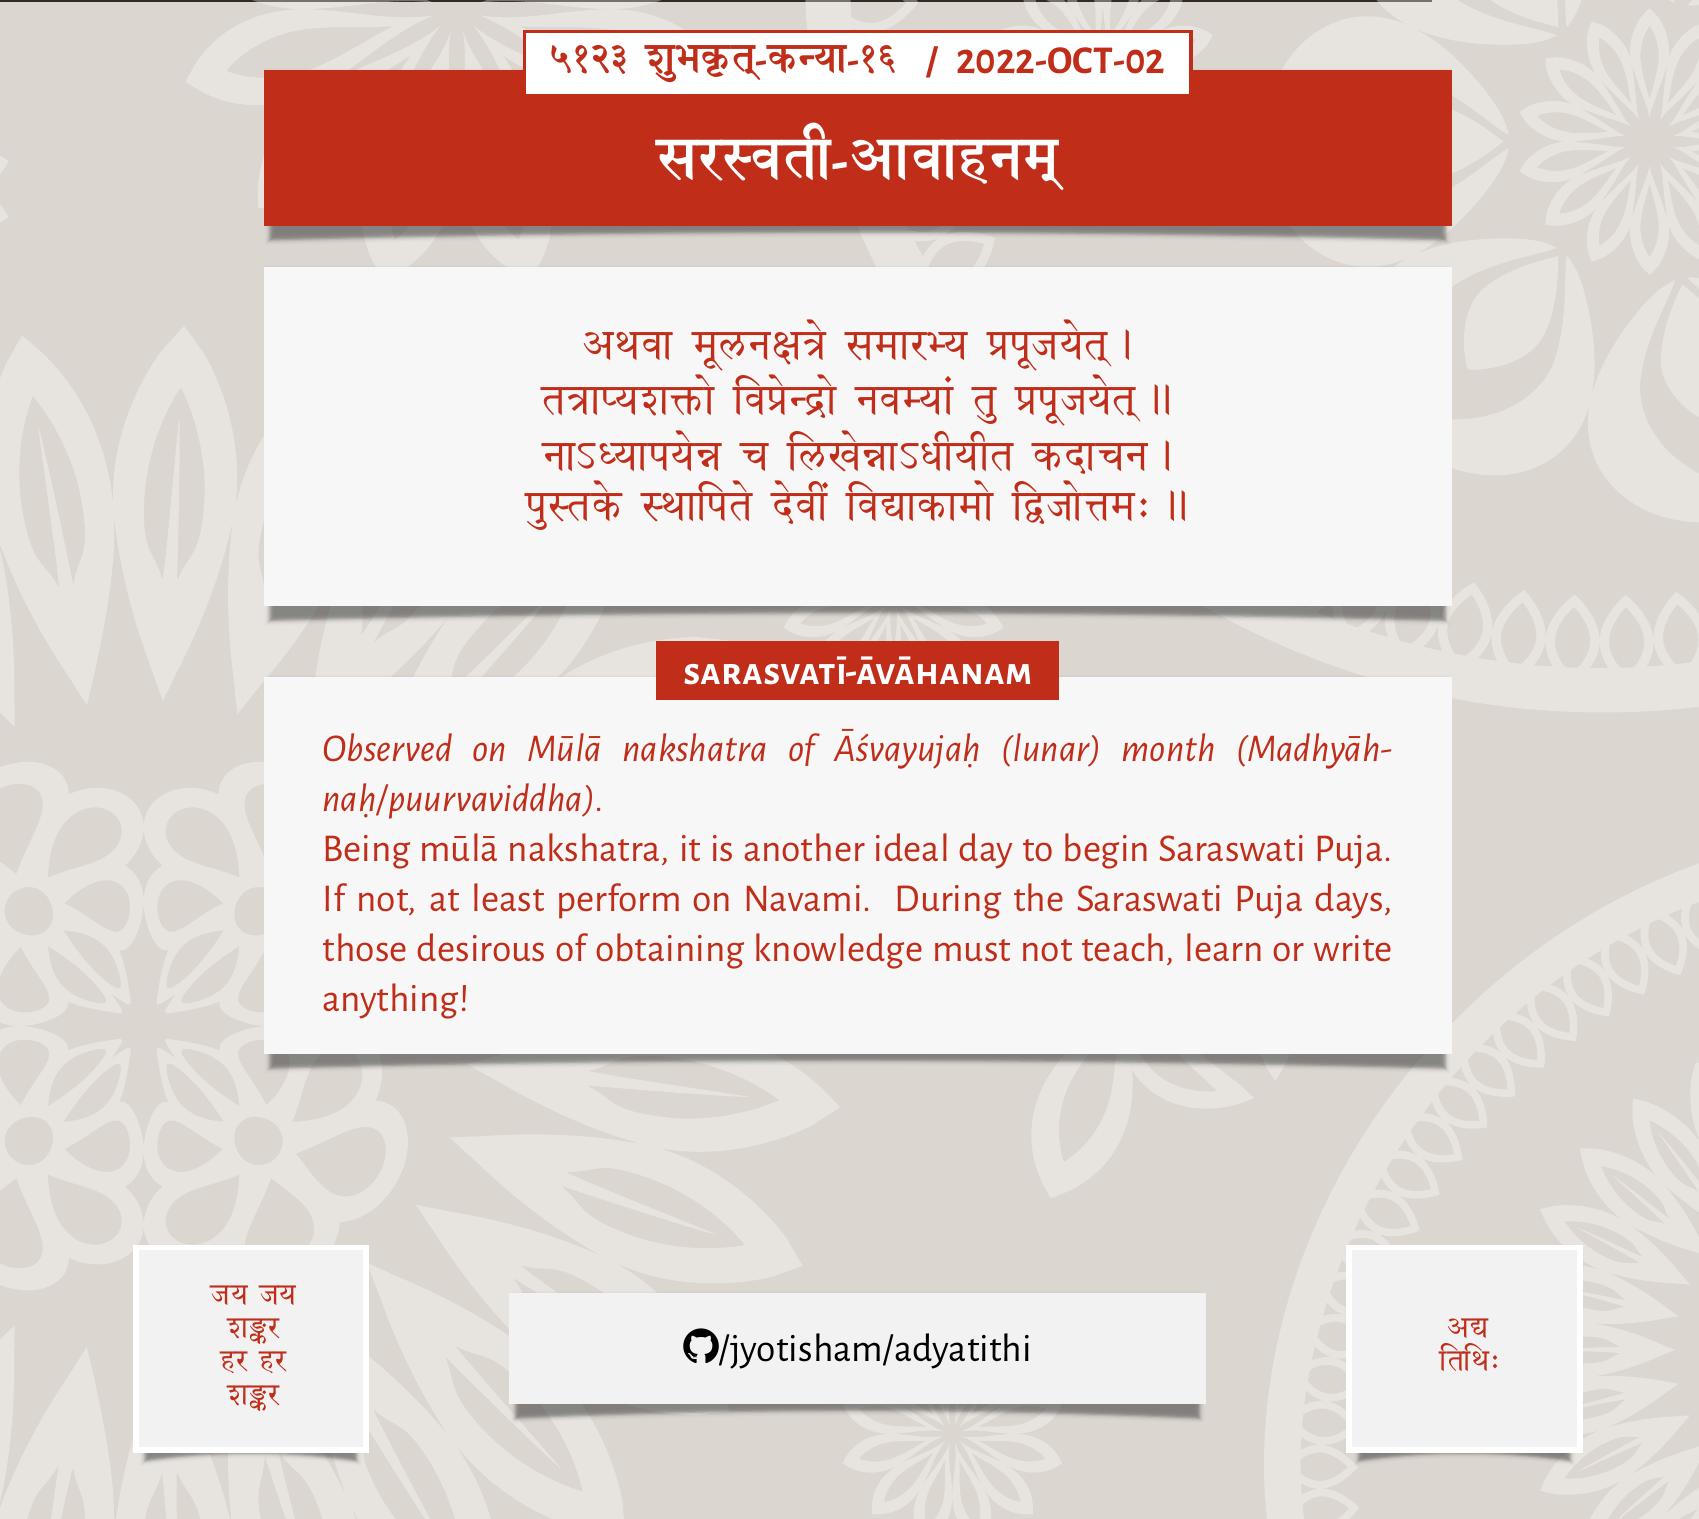 ५१२३ शुभकृत्-कन्या-१६ / 2022-OCT-02
सरस्वती-आवाहनम्
अथवा मूलनक्षत्रे समारभ्य प्रपूजयेत् ।
तत्राप्यशक्तो विप्रेन्द्रो नवम्यां तु प्रपूजयेत् ॥
नाऽध्यापयेन्न च लिखेन्नाऽधीयीत कदाचन ।
पुस्तके स्थापिते देवीं विद्याकामो द्विजोत्तमः ॥
SARASVATĪ-ĀVĀHANAM
Observed on Mūlā nakshatra of Āśvayujaḥ (lunar) month (Madhyāh-
naḥ/puurvaviddha).
Being mūlā nakshatra, it is another ideal day to begin Saraswati Puja.
If not, at least perform on Navami. During the Saraswati Puja days,
those desirous of obtaining knowledge must not teach, learn or write
anything!
जय जय
शङ्कर
हर हर
शङ्कर
/jyotisham/adyatithi
अद्य
तिथिः